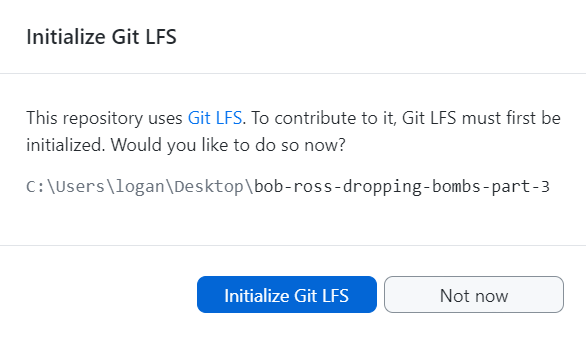 Initialize Git LFS
This repository uses Git LFS. To contribute to it, Git LFS must first be
initialized. Would you like to do so now?
C:\Users\logan\Desktop\bob-ross-dropping-bombs-part-3
Initialize Git LFS
Not now